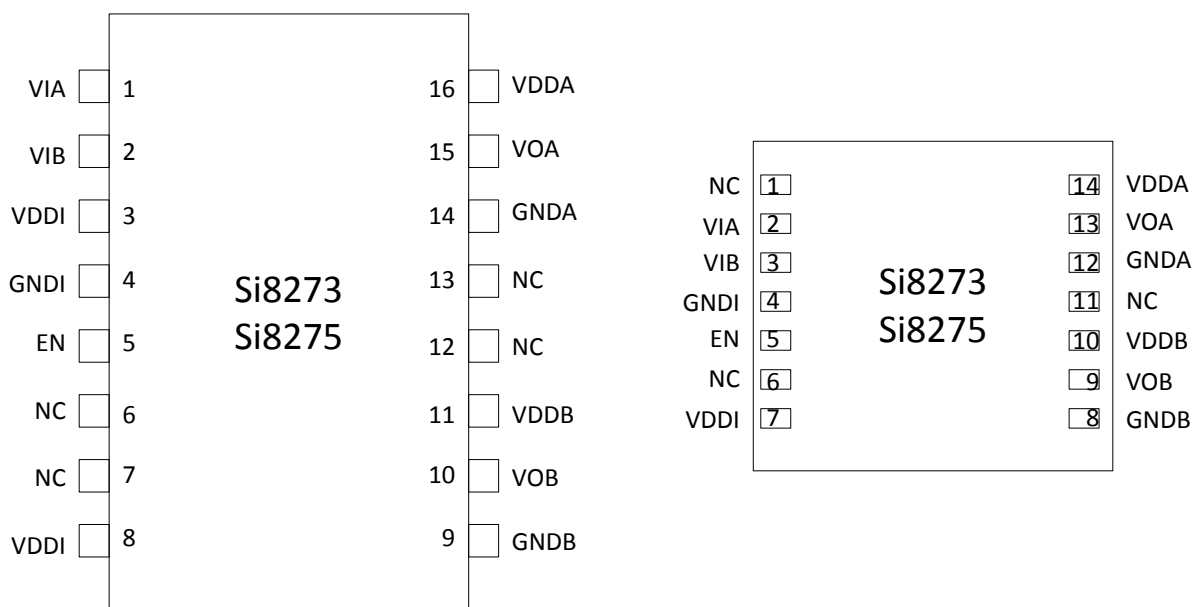 VIA 1 16 VDDA
VIB 2 15 VOA
VDDI 3 14 GNDA
GNDI 4 13 NC
EN 5 12 NC
NC 6 11 VDDB
NC 7 10 VOB
VDDI 8 9 GNDB
Si8273
Si8275
NC 1 14 VDDA
VIA 2 13 VOA
VIB 3 12 GNDA
GNDI 4 11 NC
EN 5 10 VDDB
NC 6 9 VOB
VDDI 7 8 GNDB
Si8273
Si8275